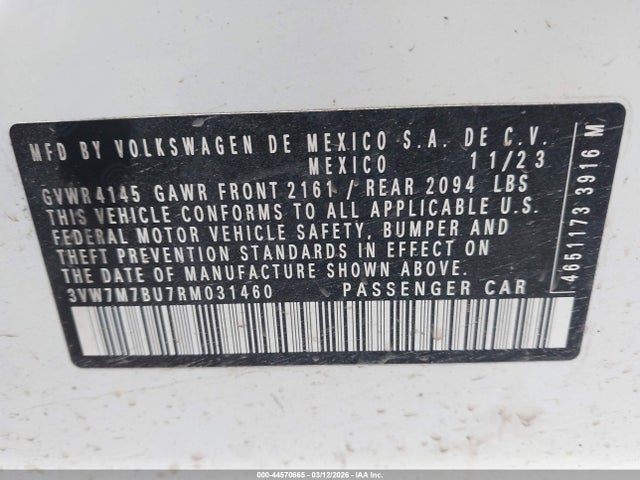 MFD BY VOLKSWAGEN DE MEXICO S.A. DE C.V.
MEXICO 11/23
GVWR4145 GAWR FRONT 2161 / REAR 2094 LBS
THIS VEHICLE CONFORMS TO ALL APPLICABLE U.S.
FEDERAL MOTOR VEHICLE SAFETY, BUMPER AND
THEFT PREVENTION STANDARDS IN EFFECT ON
THE DATE OF MANUFACTURE SHOWN ABOVE.
3VW7M7BU7RM031460 PASSENGER CAR
4651173 3916 M
000-44570665 - 03/12/2026 - IAA Inc.